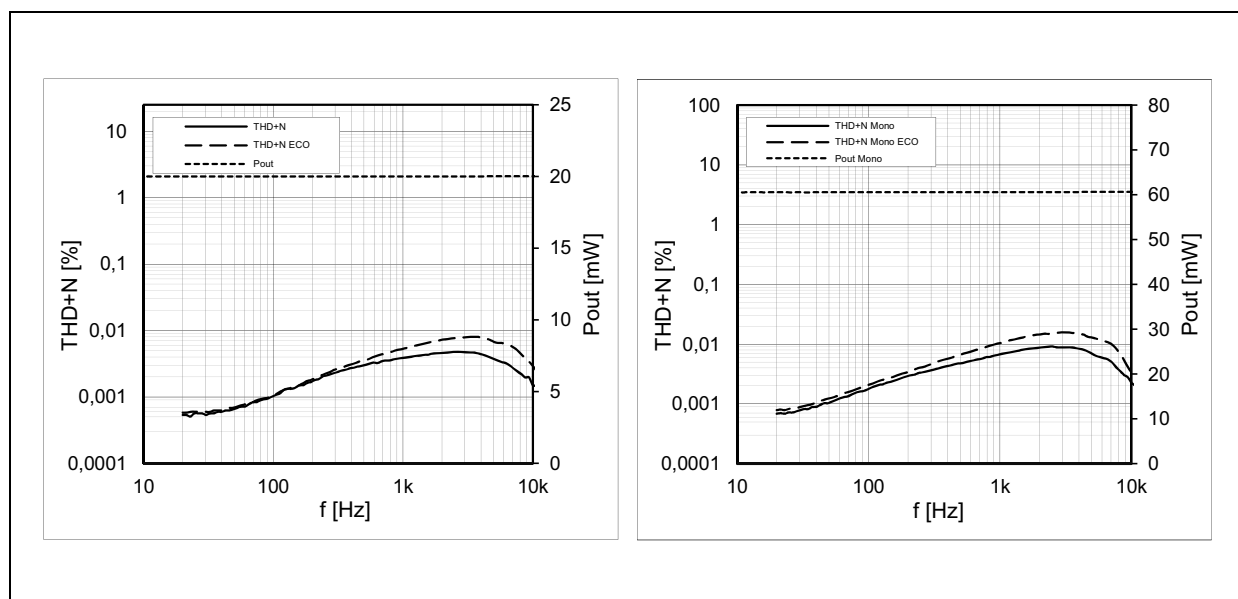 THD+N
THD+N ECO
Pout
10
1
0,1
0,01
0,001
0,0001
THD+N [%]
25
20
15
10
5
0
Pout [mW]
10
100
1k
10k
f [Hz]
THD+N Mono
THD+N Mono ECO
Pout Mono
100
10
1
0,1
0,01
0,001
0,0001
THD+N [%]
80
70
60
50
40
30
20
10
0
Pout [mW]
10
100
1k
10k
f [Hz]